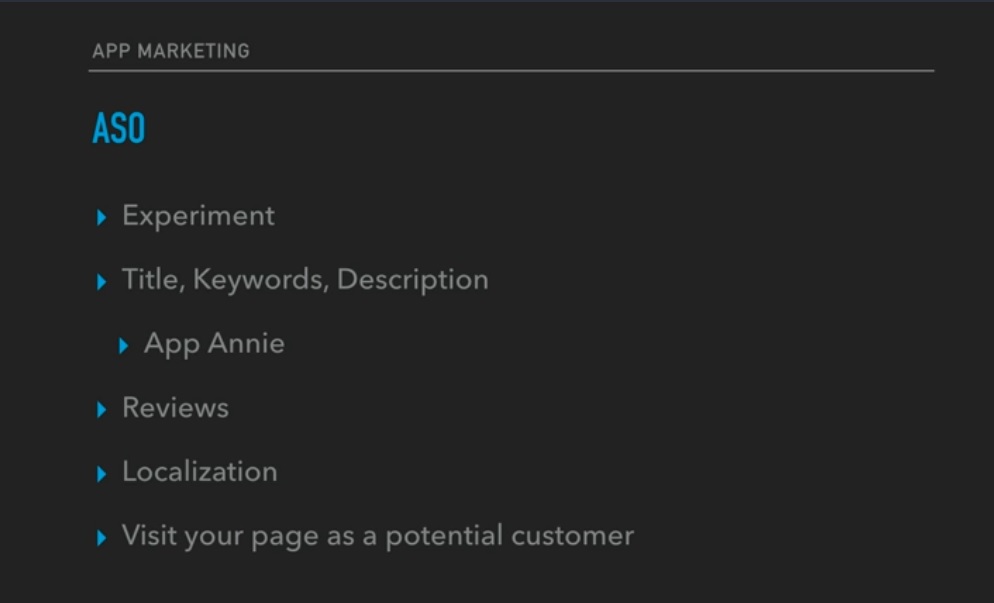 APP MARKETING
ASO
Experiment
Title, Keywords, Description
App Annie
Reviews
Localization
Visit your page as a potential customer